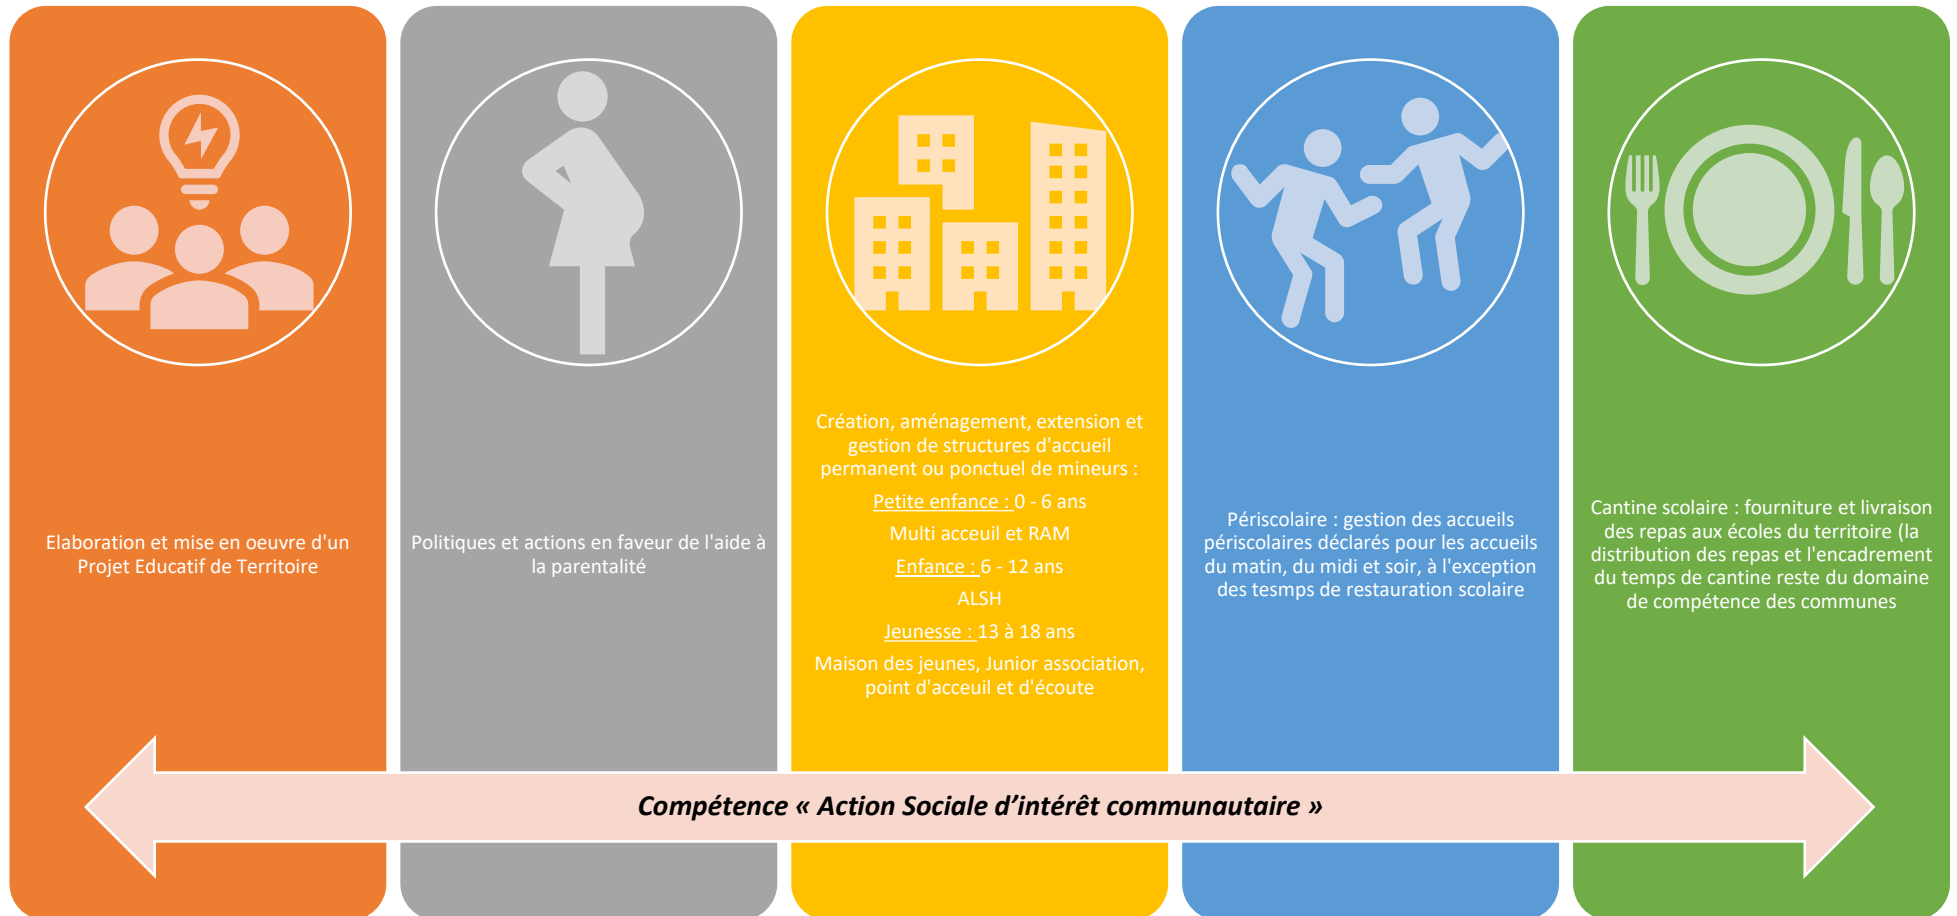 Elaboration et mise en oeuvre d'un
Projet Educatif de Territoire
Politiques et actions en faveur de l'aide à
la parentalité
Création, aménagement, extension et
gestion de structures d'accueil
permanent ou ponctuel de mineurs :
Petite enfance : 0 - 6 ans
Multi acceuil et RAM
Enfance : 6 - 12 ans
ALSH
Jeunesse : 13 à 18 ans
Maison des jeunes, Junior association,
point d'acceuil et d'écoute
Périscolaire : gestion des accueils
périscolaires déclarés pour les accueils
du matin, du midi et soir, à l'exception
des tesmps de restauration scolaire
Cantine scolaire : fourniture et livraison
des repas aux écoles du territoire (la
distribution des repas et l'encadrement
du temps de cantine reste du domaine
de compétence des communes
Compétence « Action Sociale d’intérêt communautaire »